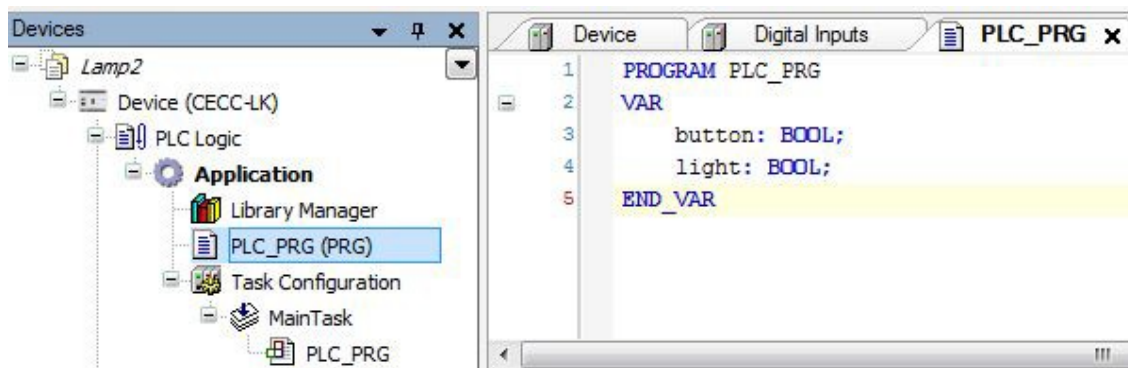 Devices
Lamp2
Device (CECC-LK)
PLC Logic
Application
Library Manager
PLC_PRG (PRG)
Task Configuration
MainTask
PLC_PRG
Device
Digital Inputs
PLC_PRG
1 PROGRAM PLC_PRG
2 VAR
3 button: BOOL;
4 light: BOOL;
5 END_VAR